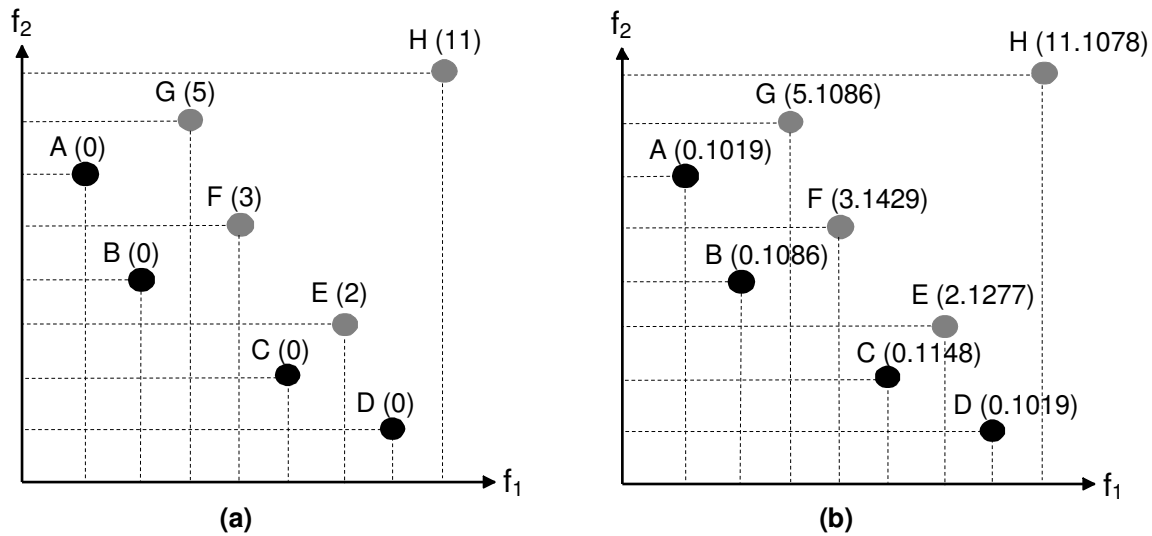 f2
H (11)
G (5)
A (0)
F (3)
B (0)
E (2)
C (0)
D (0)
f1
(a)
f2
H (11.1078)
G (5.1086)
A (0.1019)
F (3.1429)
B (0.1086)
E (2.1277)
C (0.1148)
D (0.1019)
f1
(b)